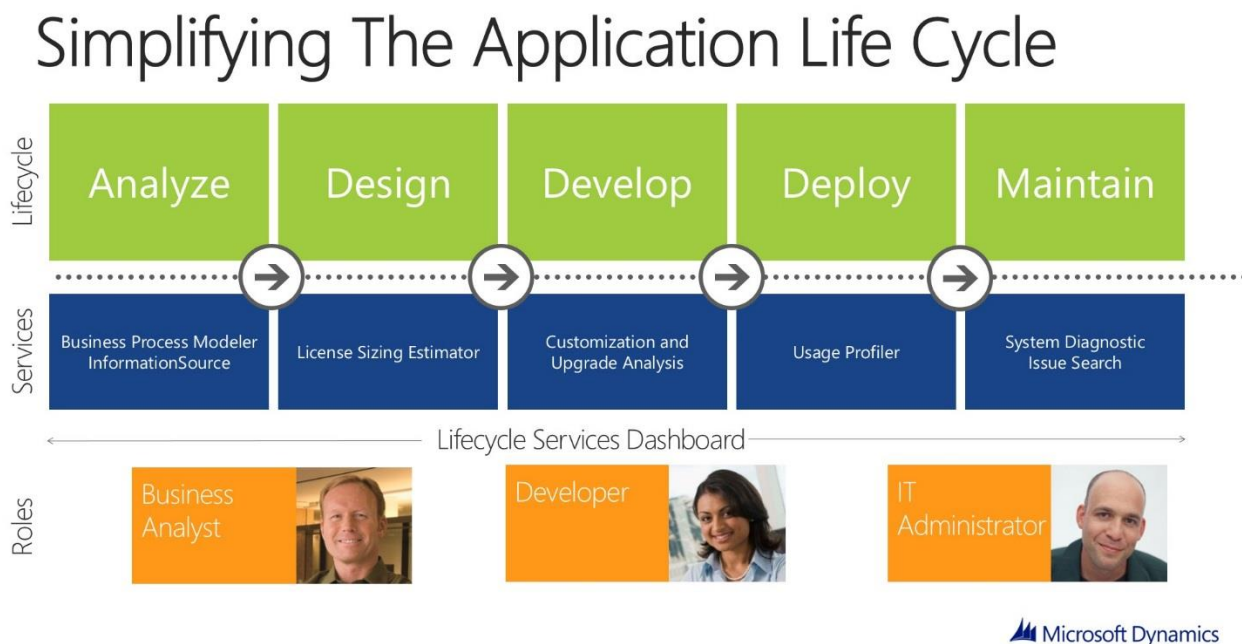 Simplifying The Application Life Cycle
Lifecycle
Analyze
Design
Develop
Deploy
Maintain
Services
Business Process Modeler
InformationSource
License Sizing Estimator
Customization and
Upgrade Analysis
Usage Profiler
System Diagnostic
Issue Search
Lifecycle Services Dashboard
Roles
Business
Analyst
Developer
IT
Administrator
Microsoft Dynamics